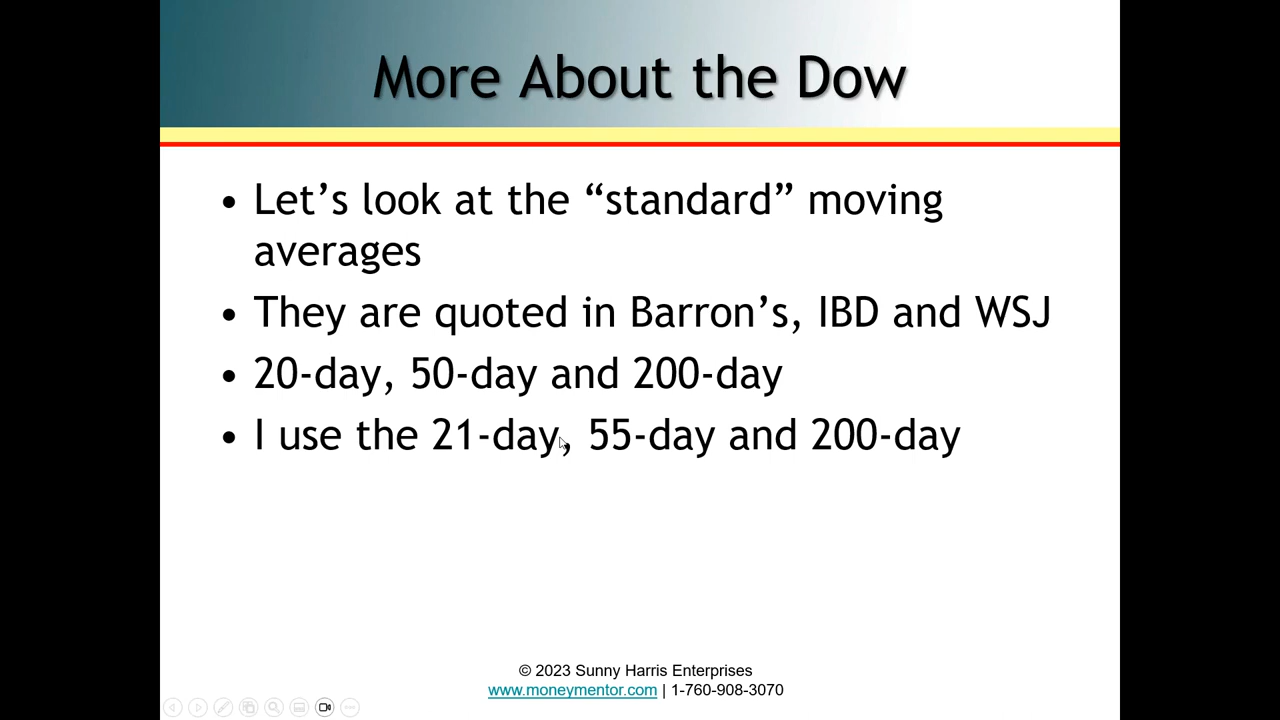 More About the Dow
• Let’s look at the “standard” moving
averages
• They are quoted in Barron’s, IBD and WSJ
• 20-day, 50-day and 200-day
• I use the 21-day, 55-day and 200-day
© 2023 Sunny Harris Enterprises
www.moneymentor.com | 1-760-908-3070